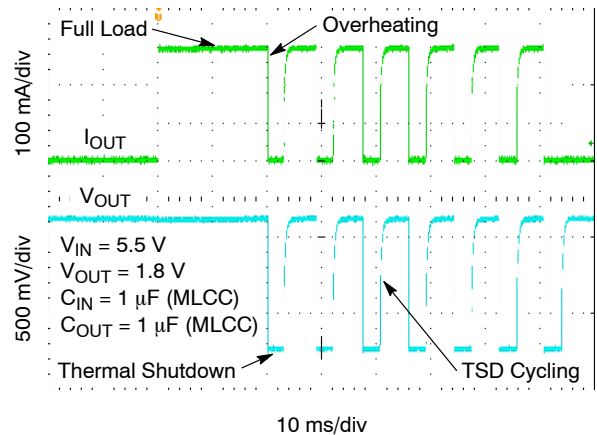 Full Load
Overheating
100 mA/div
IOUT
VOUT
500 mV/div
VIN = 5.5 V
VOUT = 1.8 V
CIN = 1 μF (MLCC)
COUT = 1 μF (MLCC)
Thermal Shutdown
TSD Cycling
10 ms/div